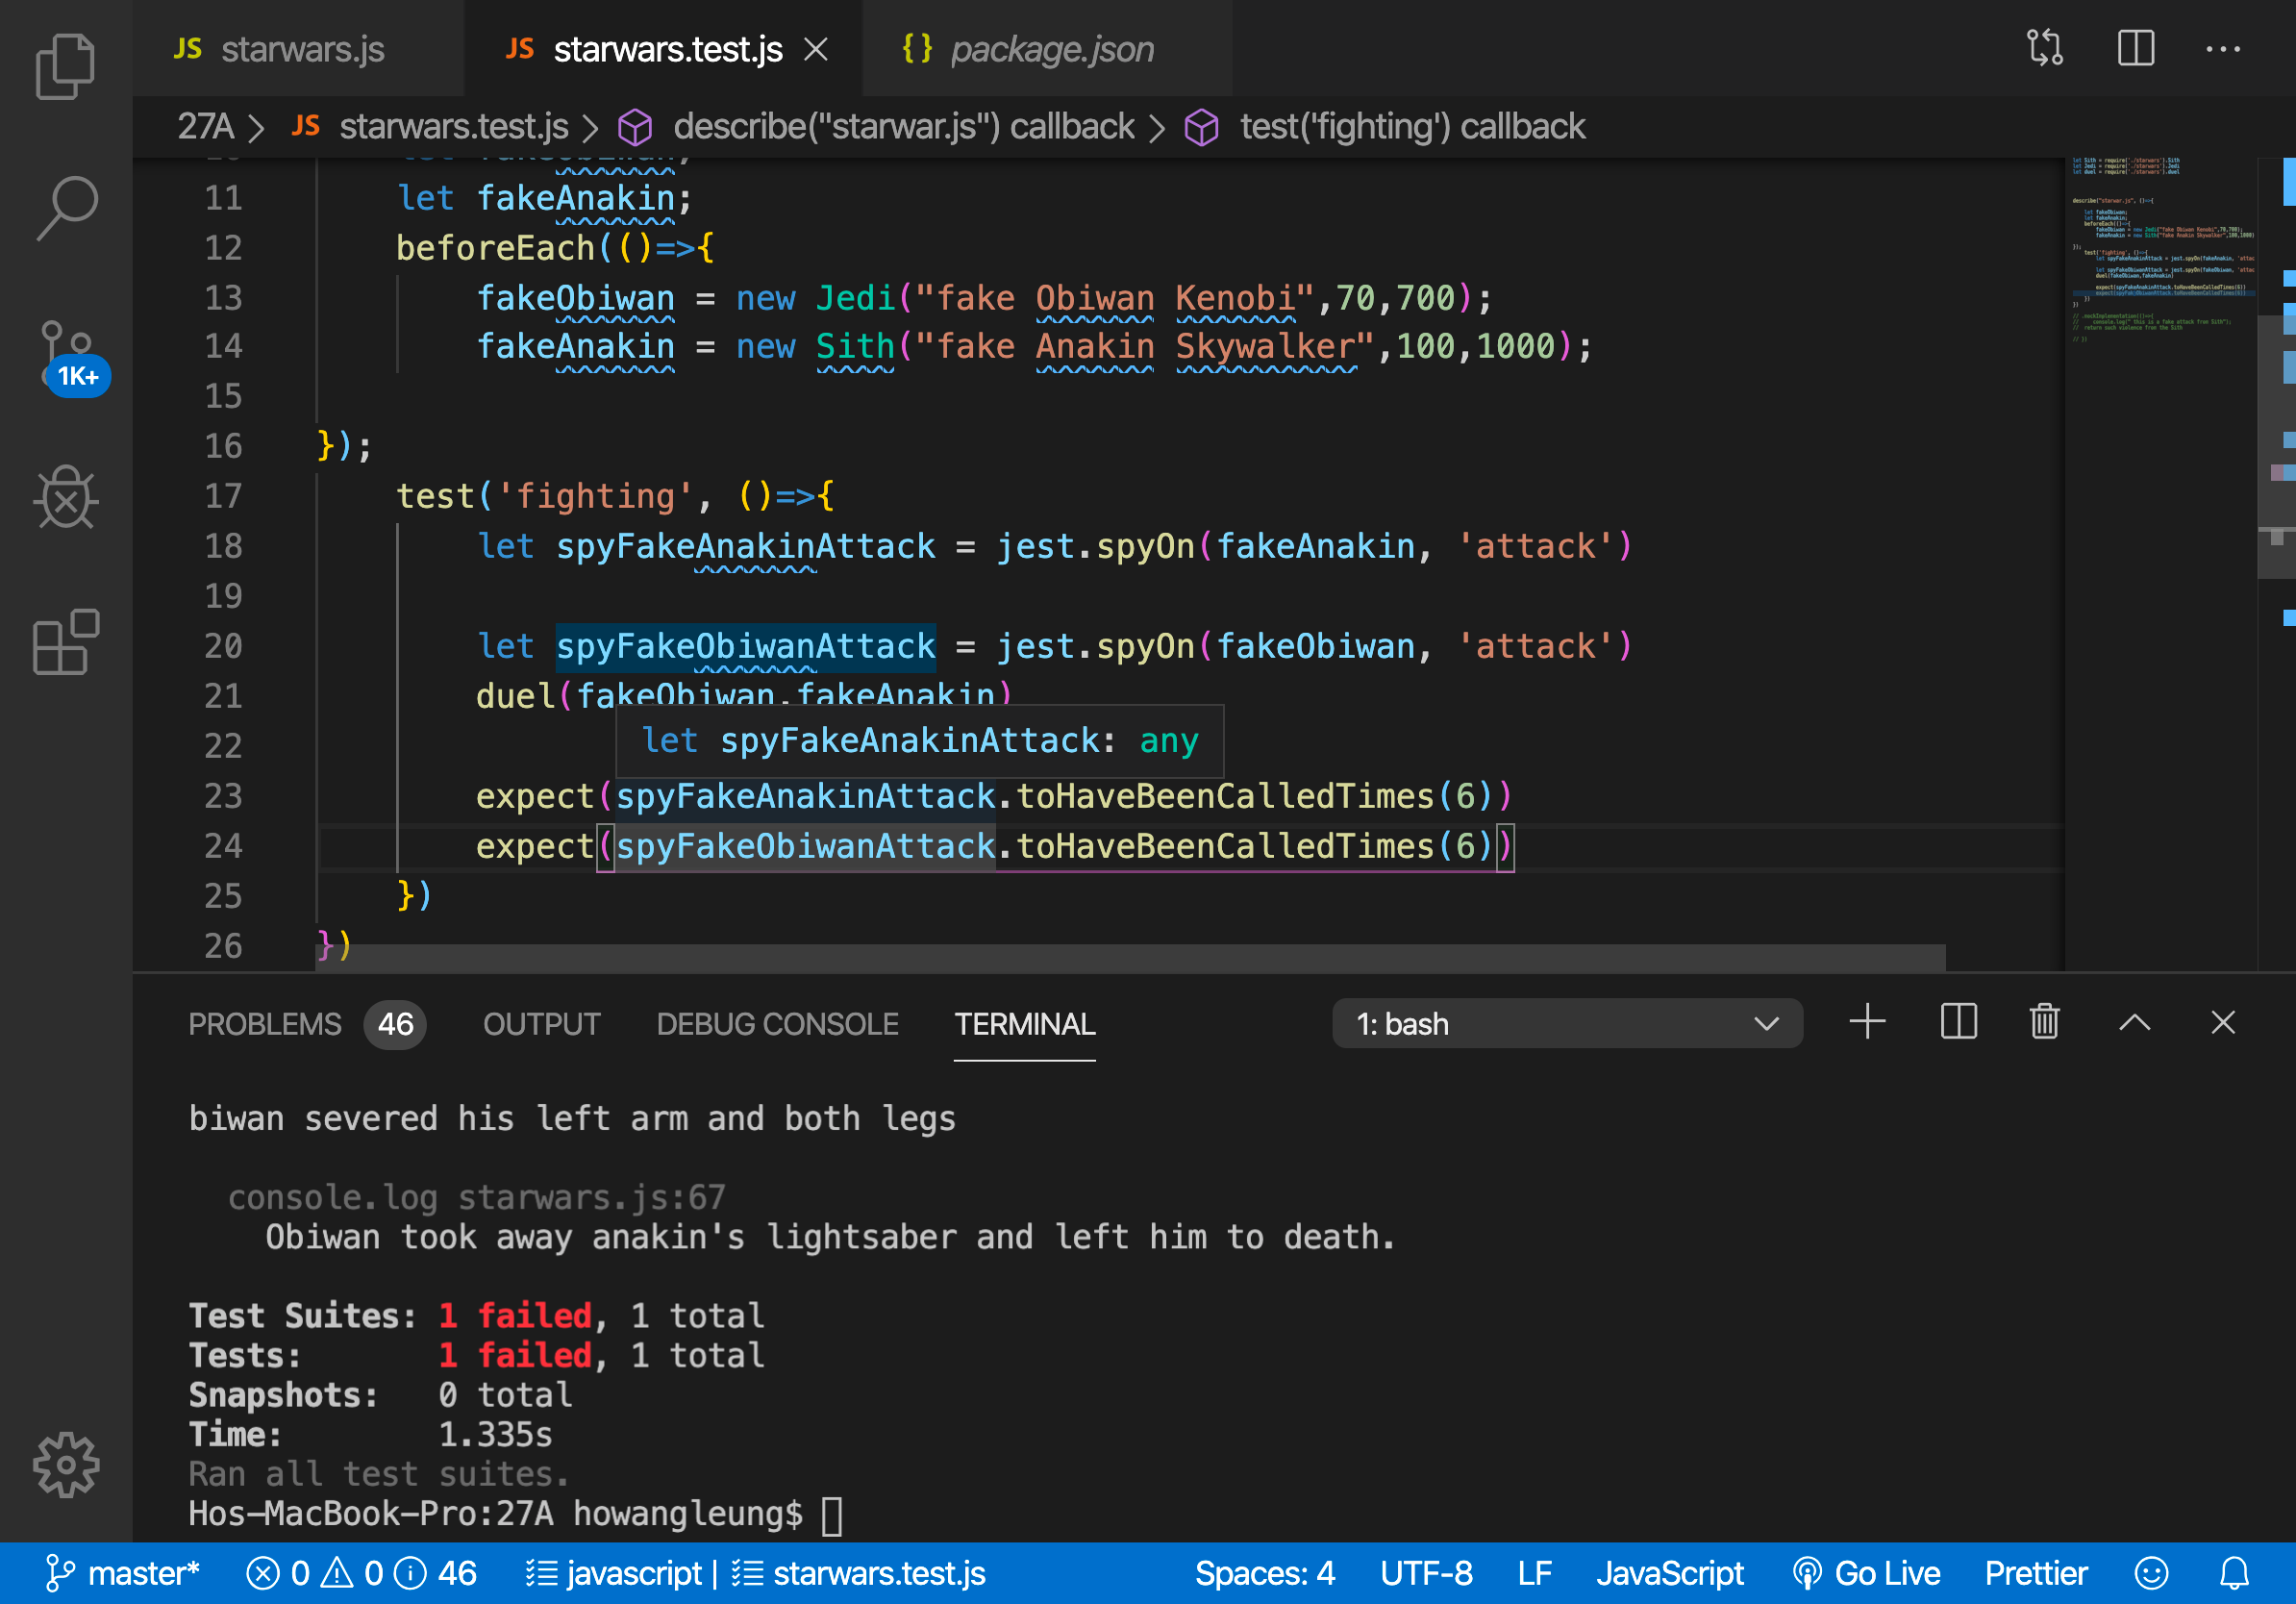 JS starwars.js JS starwars.test.js {} package.json
27A > JS starwars.test.js > describe("starwar.js") callback > test('fighting') callback
11 let fakeAnakin;
12 beforeEach(()=>{
13 fakeObiwan = new Jedi("fake Obiwan Kenobi",70,700);
14 fakeAnakin = new Sith("fake Anakin Skywalker",100,1000);
15
16 });
17 test('fighting', ()=>{
18 let spyFakeAnakinAttack = jest.spyOn(fakeAnakin, 'attack')
19
20 let spyFakeObiwanAttack = jest.spyOn(fakeObiwan, 'attack')
21 duel(fakeObiwan,fakeAnakin)
22
let spyFakeAnakinAttack: any
23 expect(spyFakeAnakinAttack.toHaveBeenCalledTimes(6))
24 expect(spyFakeObiwanAttack.toHaveBeenCalledTimes(6))
25 })
26 })
1K+
PROBLEMS 46 OUTPUT DEBUG CONSOLE TERMINAL 1: bash
biwan severed his left arm and both legs
console.log starwars.js:67
Obiwan took away anakin's lightsaber and left him to death.
Test Suites: 1 failed, 1 total
Tests: 1 failed, 1 total
Snapshots: 0 total
Time: 1.335s
Ran all test suites.
Hos-MacBook-Pro:27A howangleung$
master* 0 0 46 javascript | starwars.test.js Spaces: 4 UTF-8 LF JavaScript Go Live Prettier